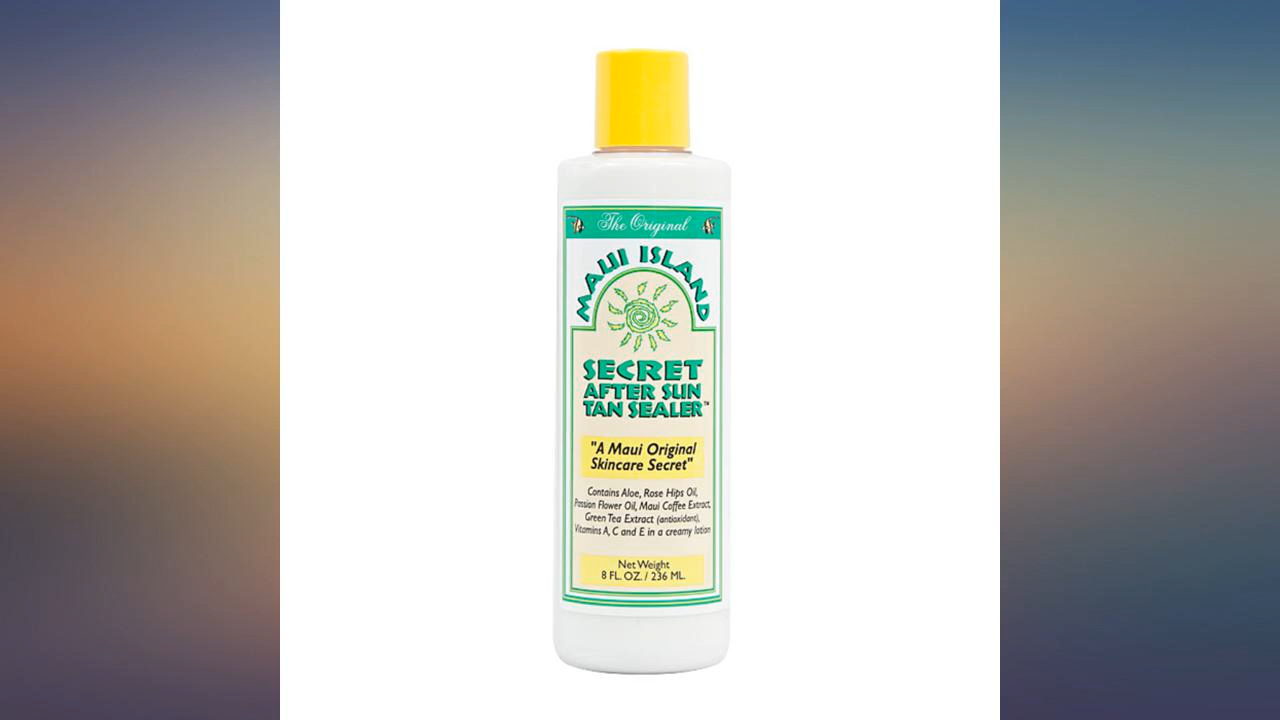 The Original
MAUI ISLAND
SECRET
AFTER SUN
TAN SEALER™
"A Maui Original
Skincare Secret"
Contains Aloe, Rose Hips Oil,
Passion Flower Oil, Maui Coffee Extract,
Green Tea Extract (antioxidant),
Vitamins A, C and E in a creamy lotion
Net Weight
8 FL. OZ. / 236 ML.